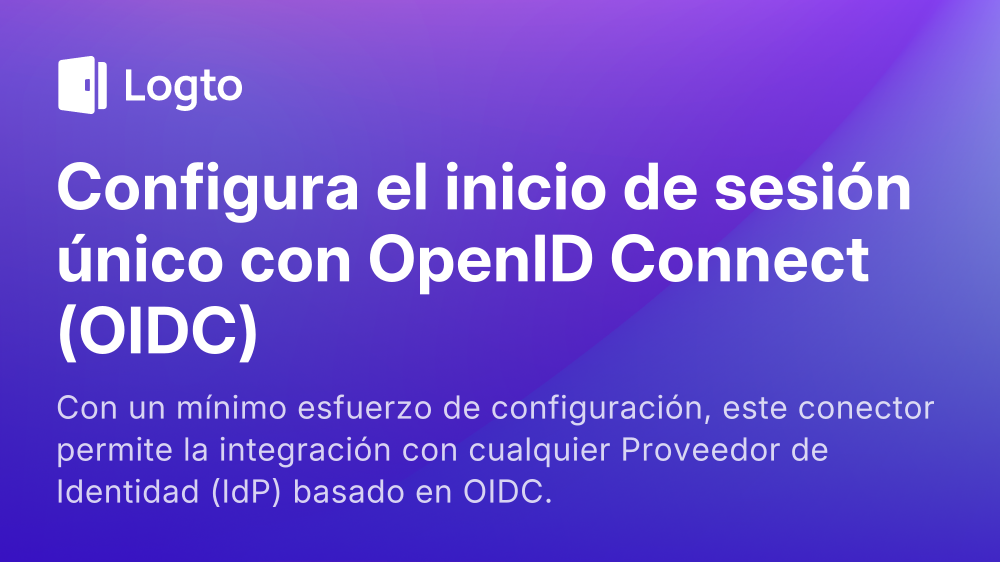 Logto
Configura el inicio de sesión
único con OpenID Connect
(OIDC)
Con un mínimo esfuerzo de configuración, este conector
permite la integración con cualquier Proveedor de
Identidad (IdP) basado en OIDC.